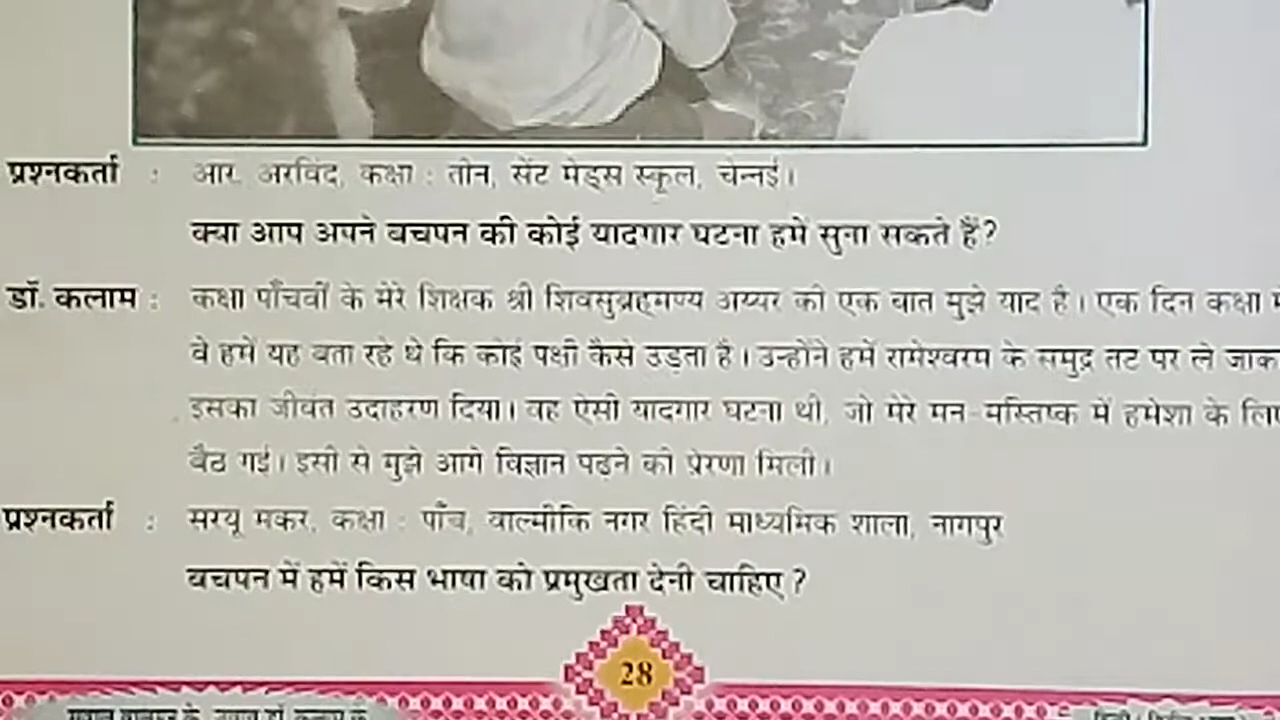 प्रश्नकर्ता : आर. अरविंद, कक्षा : तीन, सेंट मेड्स स्कूल, चेन्नई।
क्या आप अपने बचपन की कोई यादगार घटना हमें सुना सकते हैं?
डॉ. कलाम : कक्षा पाँचवीं के मेरे शिक्षक श्री शिवसुब्रहमण्य अय्यर की एक बात मुझे याद है। एक दिन कक्षा
वे हमें यह बता रहे थे कि कोई पक्षी कैसे उड़ता है। उन्होंने हमें रामेश्वरम के समुद्र तट पर ले
इसका जीवंत उदाहरण दिया। वह ऐसी यादगार घटना थी, जो मेरे मन-मस्तिष्क में हमेशा के
बैठ गई। इसी से मुझे आगे विज्ञान पढ़ने की प्रेरणा मिली।
प्रश्नकर्ता : सरयू मकर, कक्षा : पाँच, वाल्मीकि नगर हिंदी माध्यमिक शाला, नागपुर
बचपन में हमें किस भाषा को प्रमुखता देनी चाहिए ?
28